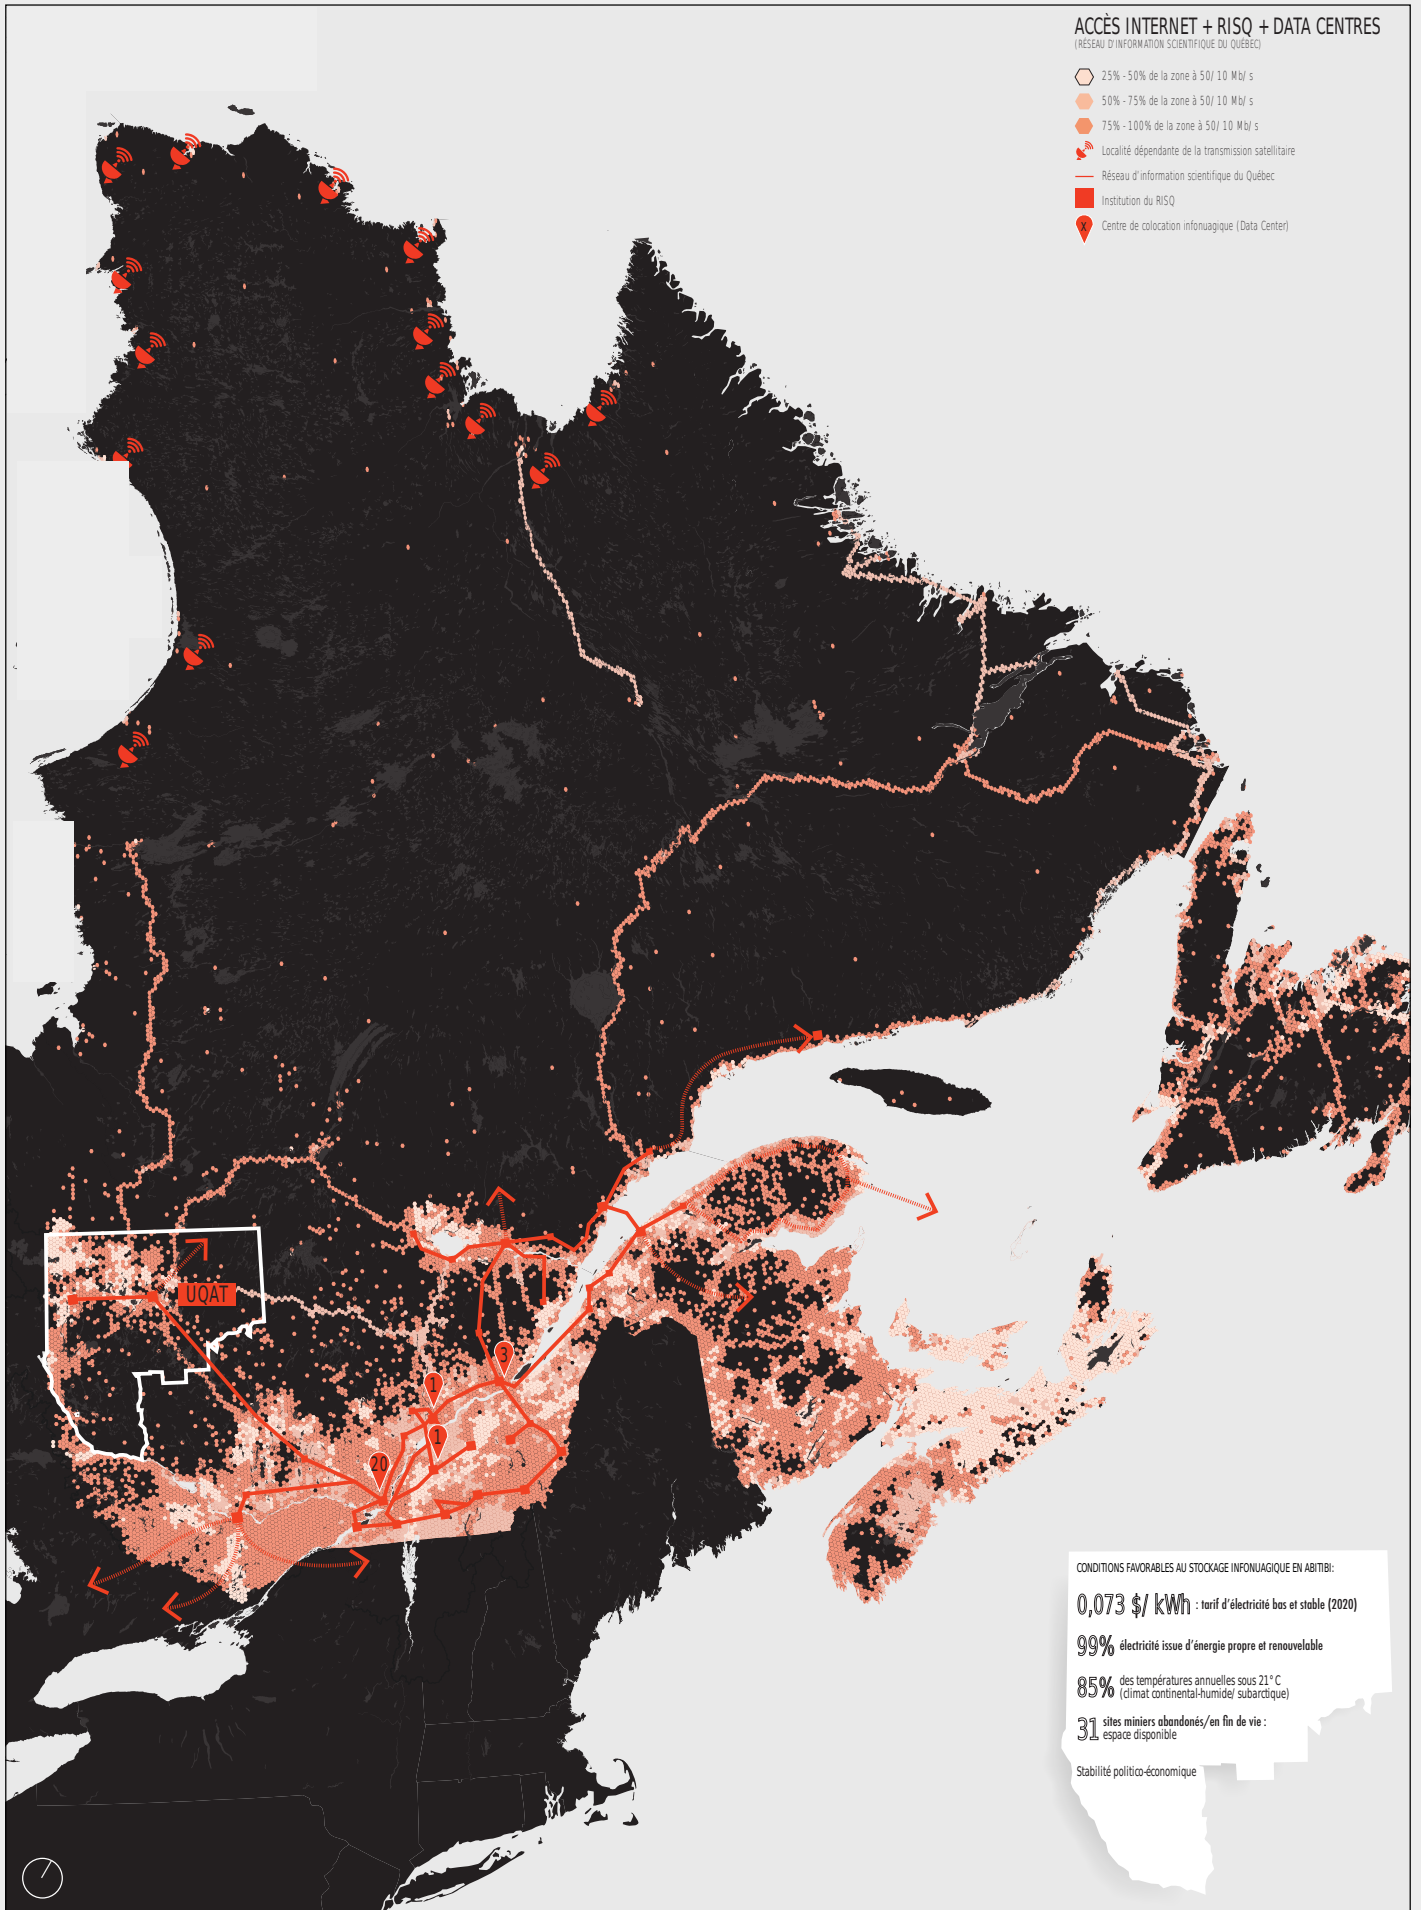 ACCÈS INTERNET + RISQ + DATA CENTRES
(RÉSEAU D'INFORMATION SCIENTIFIQUE DU QUÉBEC)
25% - 50% de la zone à 50/ 10 Mb/ s
50% - 75% de la zone à 50/ 10 Mb/ s
75% - 100% de la zone à 50/ 10 Mb/ s
Localité dépendante de la transmission satellitaire
Réseau d'information scientifique du Québec
Institution du RISQ
X
Centre de colocation infonuagique (Data Center)
UQAT
3
1
1
20
CONDITIONS FAVORABLES AU STOCKAGE INFONUAGIQUE EN ABITIBI:
0,073 $/ kWh : tarif d'électricité bas et stable (2020)
99% électricité issue d'énergie propre et renouvelable
85% des températures annuelles sous 21° C
(climat continental-humide/ subarctique)
31 sites miniers abandonés/en fin de vie :
espace disponible
Stabilité politico-économique